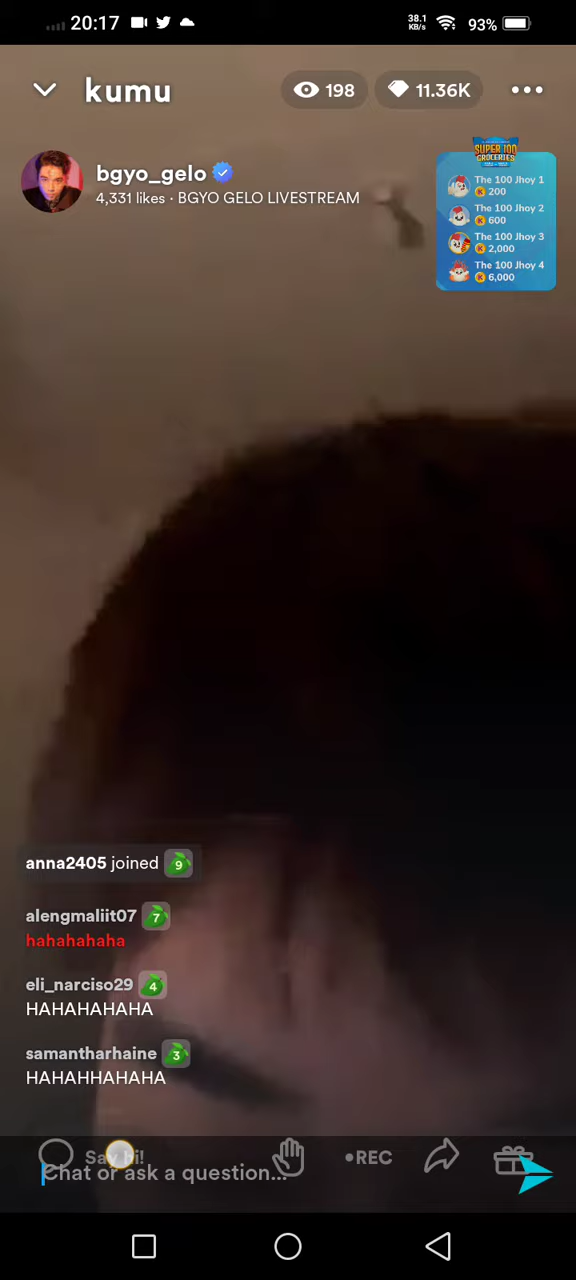 20:17
38.1
KB/s
93%
kumu
198
11.36K
bgyo_gelo
4,331 likes · BGYO GELO LIVESTREAM
SUPER 100
GROCERIES
The 100 Jhoy 1
200
The 100 Jhoy 2
600
The 100 Jhoy 3
2,000
The 100 Jhoy 4
6,000
anna2405 joined 9
alengmaliit07 7
hahahahaha
eli_narciso29 4
HAHAHAHAHA
samantharhaine 3
HAHAHHAHAHA
Say hi!
•REC
Chat or ask a question...